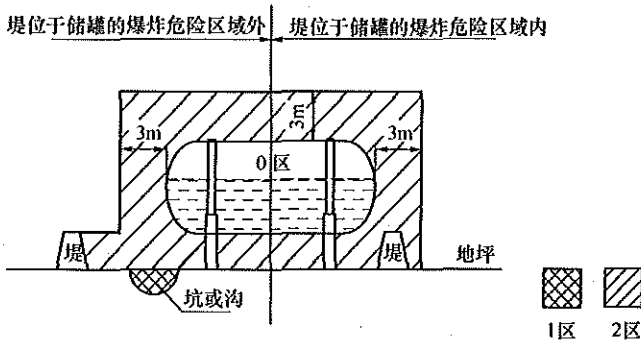 堤位于储罐的爆炸危险区域外
堤位于储罐的爆炸危险区域内
3m
3m
3m
0区
堤
堤
地坪
坑或沟
1区
2区